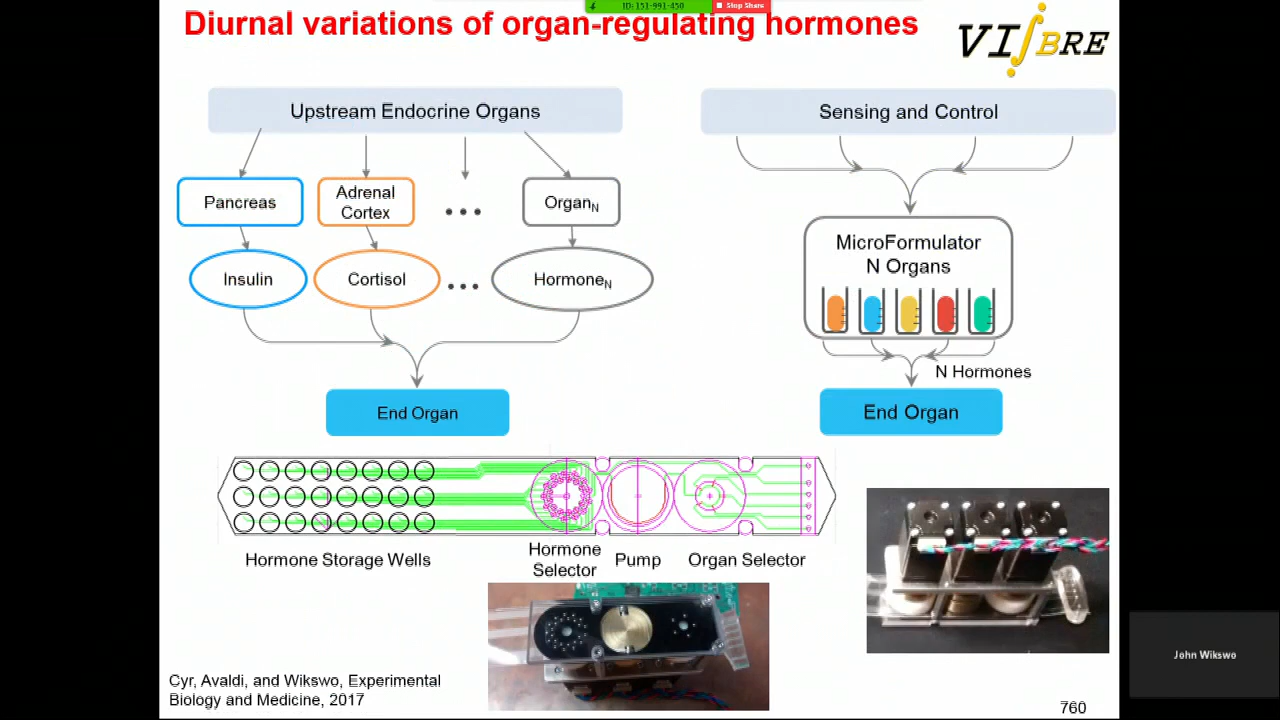 ID: 151-991-450
Stop Share
Diurnal variations of organ-regulating hormones
VIIBRE
Upstream Endocrine Organs
Sensing and Control
Pancreas
Adrenal
Cortex
•••
OrganN
Insulin
Cortisol
•••
HormoneN
MicroFormulator
N Organs
N Hormones
End Organ
End Organ
Hormone Storage Wells
Hormone
Selector
Pump
Organ Selector
John Wikswo
Cyr, Avaldi, and Wikswo, Experimental
Biology and Medicine, 2017
760